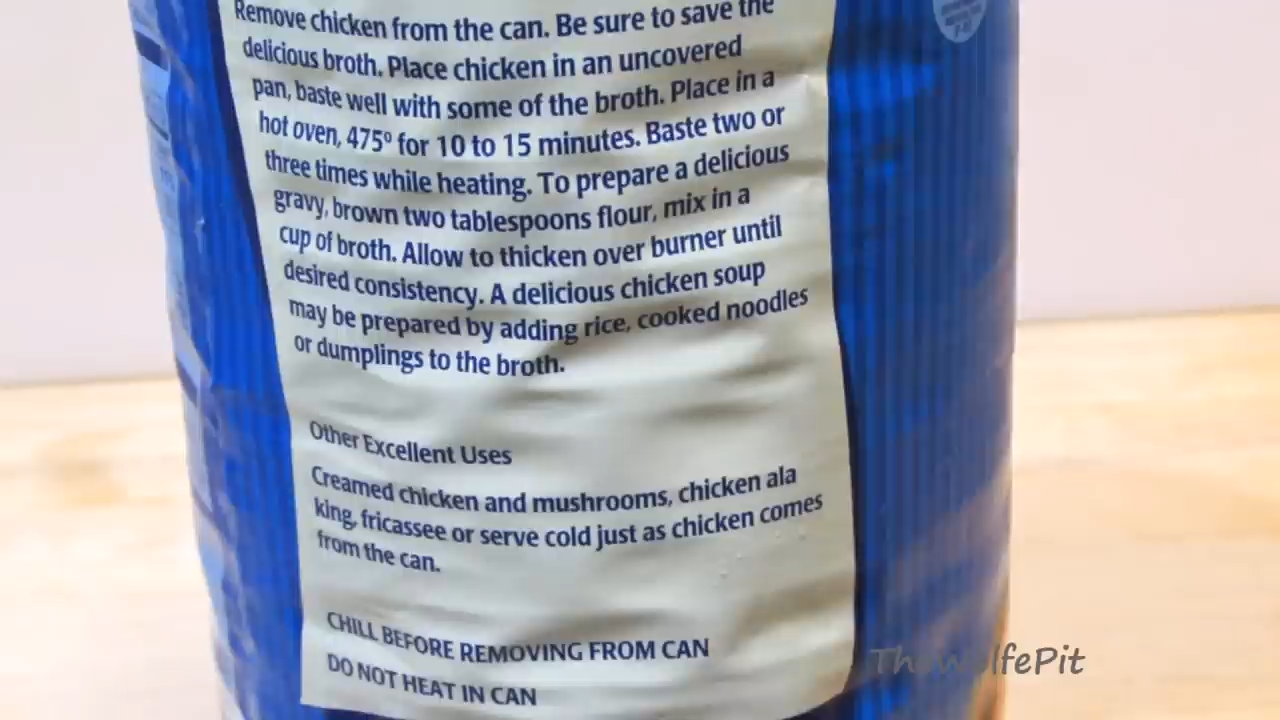 Remove chicken from the can. Be sure to save the
delicious broth. Place chicken in an uncovered
pan, baste well with some of the broth. Place in a
hot oven, 475º for 10 to 15 minutes. Baste two or
three times while heating. To prepare a delicious
gravy, brown two tablespoons flour, mix in a
cup of broth. Allow to thicken over burner until
desired consistency. A delicious chicken soup
may be prepared by adding rice, cooked noodles
or dumplings to the broth.
Other Excellent Uses
Creamed chicken and mushrooms, chicken ala
king, fricassee or serve cold just as chicken comes
from the can.
CHILL BEFORE REMOVING FROM CAN
DO NOT HEAT IN CAN
TheWolfePit